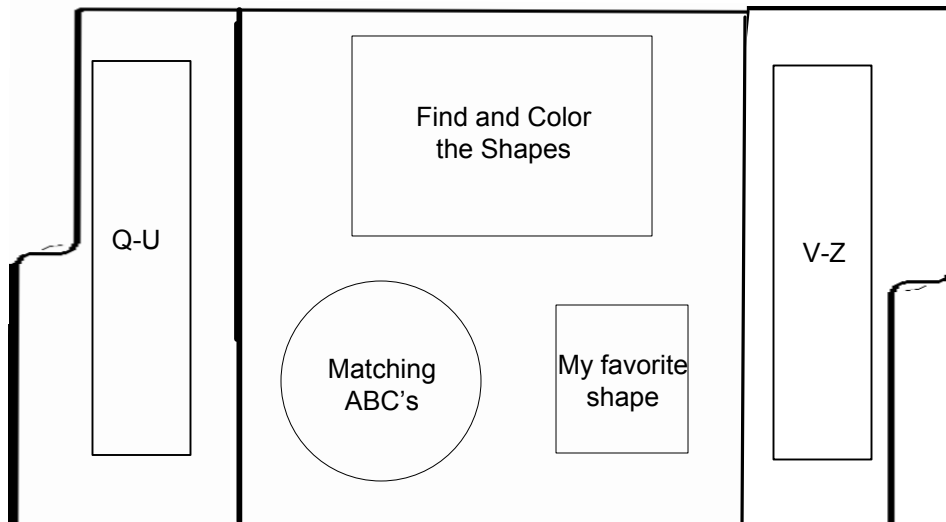 Find and Color
the Shapes
Q-U
V-Z
Matching
ABC’s
My favorite
shape